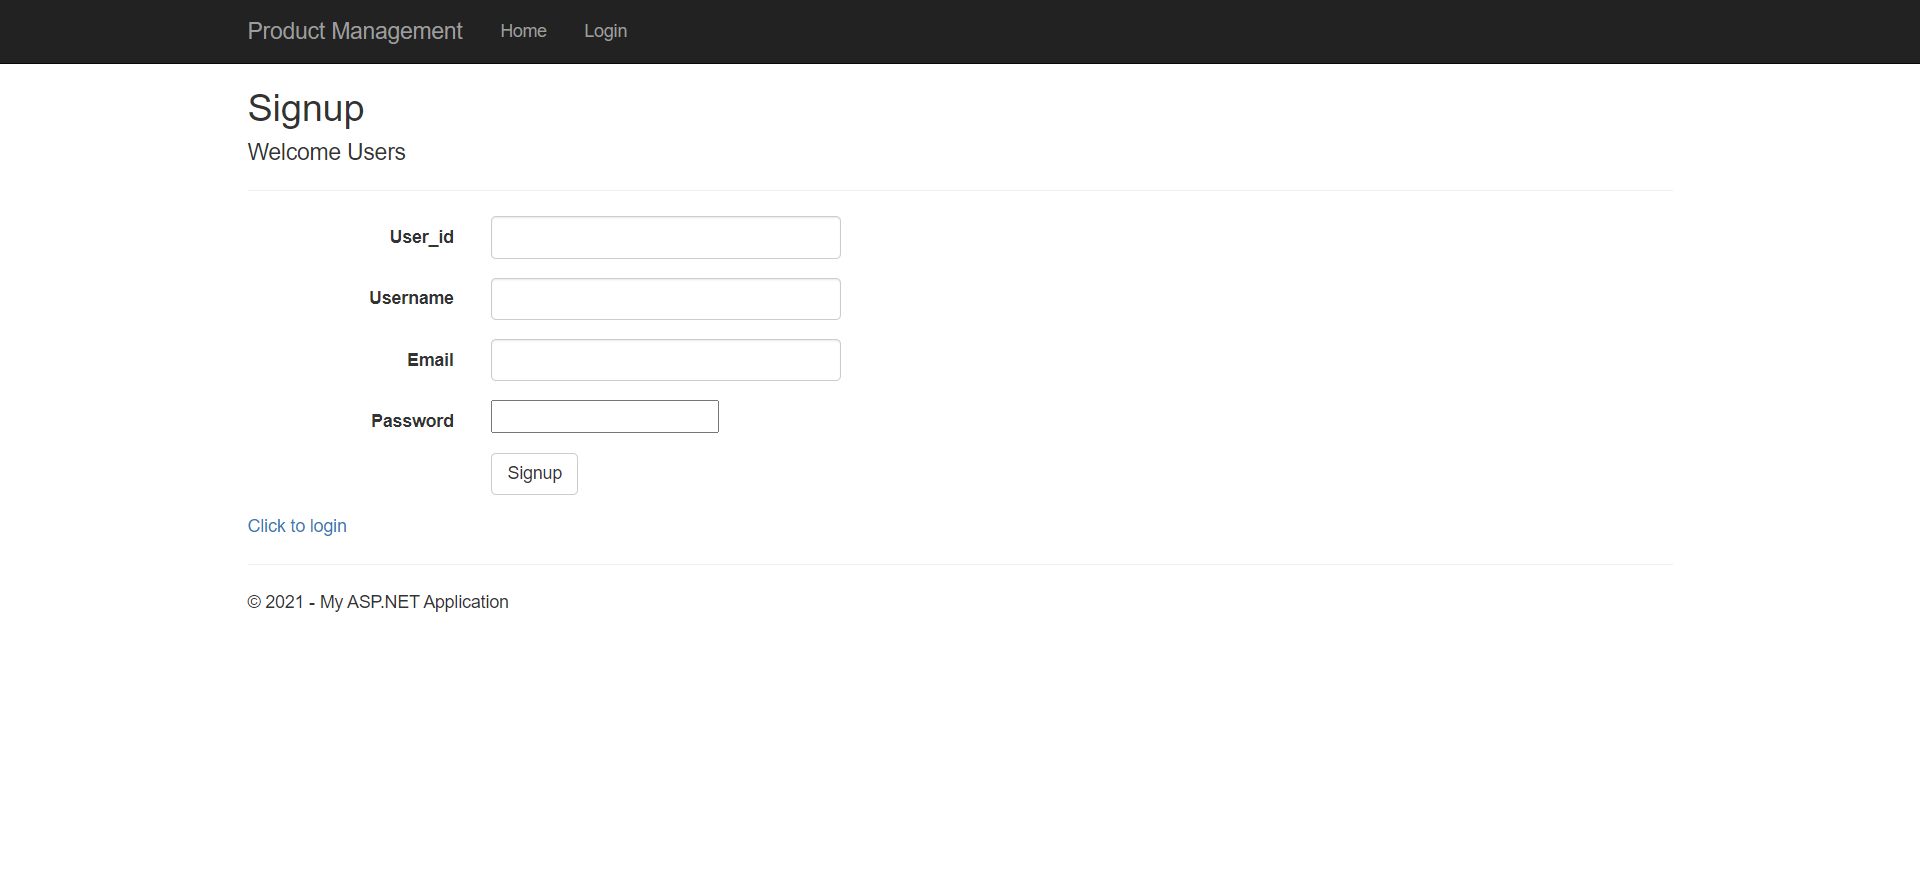 Product Management Home Login
Signup
Welcome Users
User_id
Username
Email
Password
Signup
Click to login
© 2021 - My ASP.NET Application